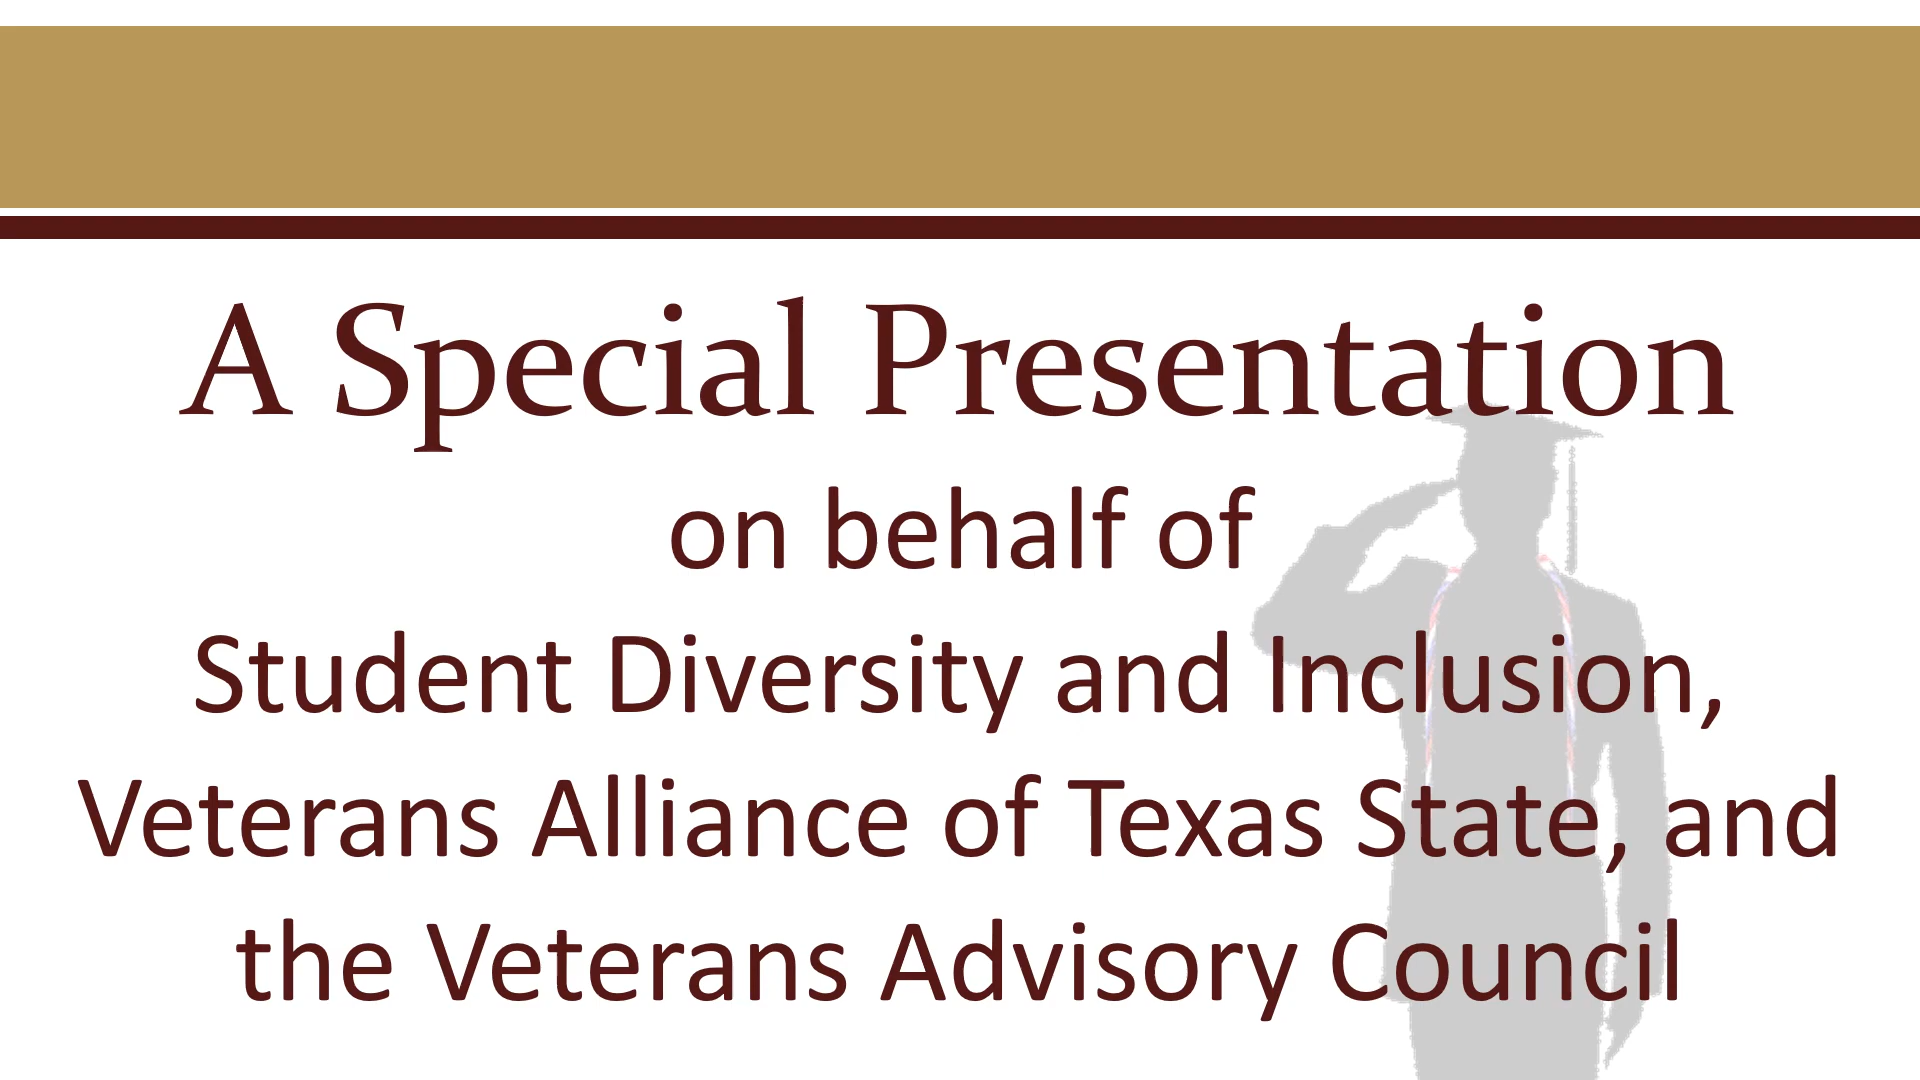 A Special Presentation
on behalf of
Student Diversity and Inclusion,
Veterans Alliance of Texas State, and
the Veterans Advisory Council